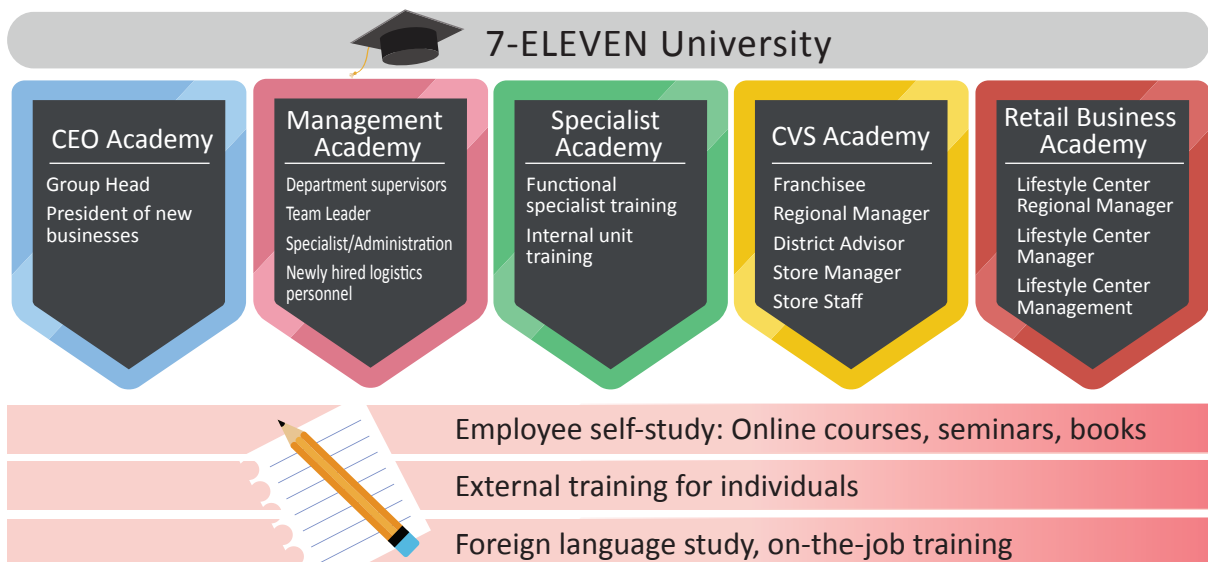 7-ELEVEN University
CEO Academy
Group Head
President of new
businesses
Management
Academy
Department supervisors
Team Leader
Specialist/Administration
Newly hired logistics
personnel
Specialist
Academy
Functional
specialist training
Internal unit
training
CVS Academy
Franchisee
Regional Manager
District Advisor
Store Manager
Store Staff
Retail Business
Academy
Lifestyle Center
Regional Manager
Lifestyle Center
Manager
Lifestyle Center
Management
Employee self-study: Online courses, seminars, books
External training for individuals
Foreign language study, on-the-job training